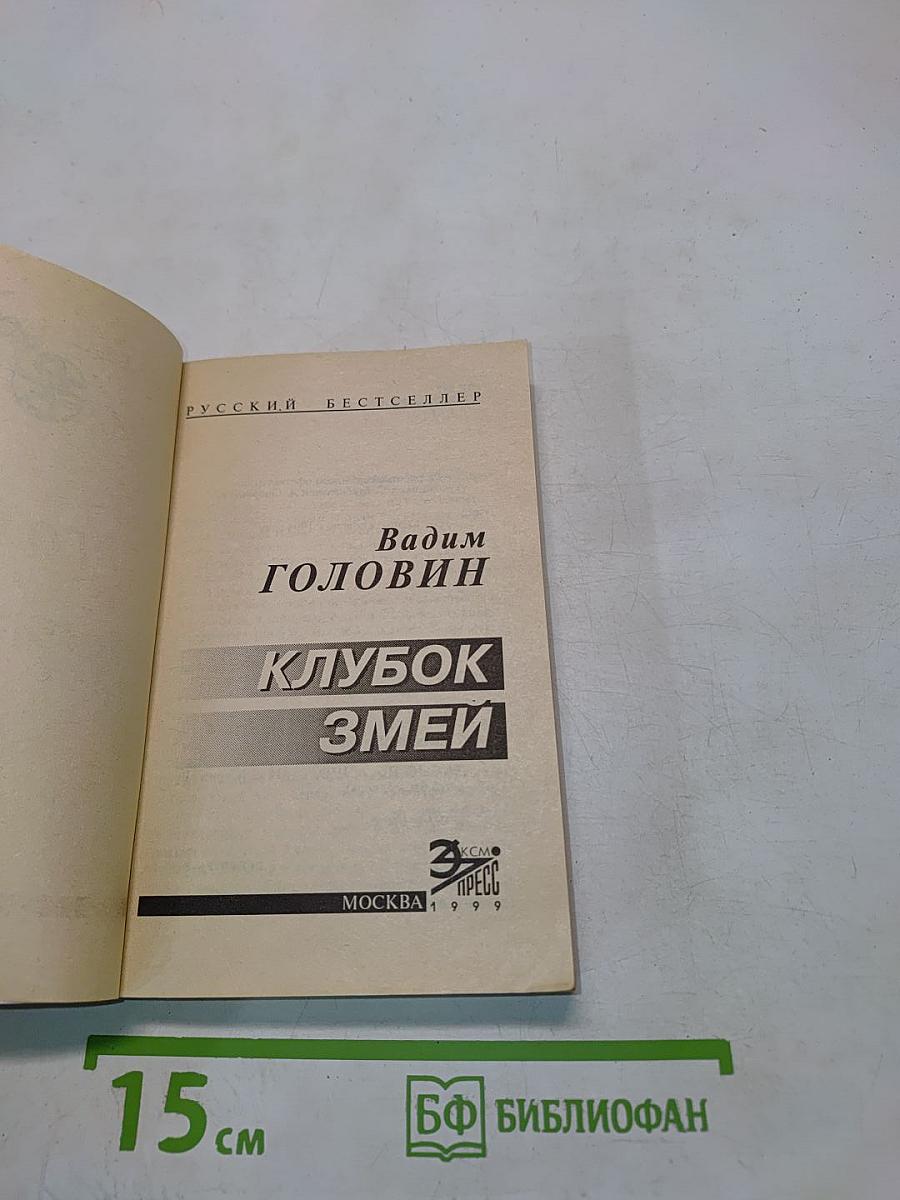 РУССКИЙ БЕСТСЕЛЛЕР
Вадим
ГОЛОВИН
КЛУБОК
ЗМЕЙ
ЭКСМО
ПРЕСС
МОСКВА 1999
15 см
БФ БИБЛИОФАН